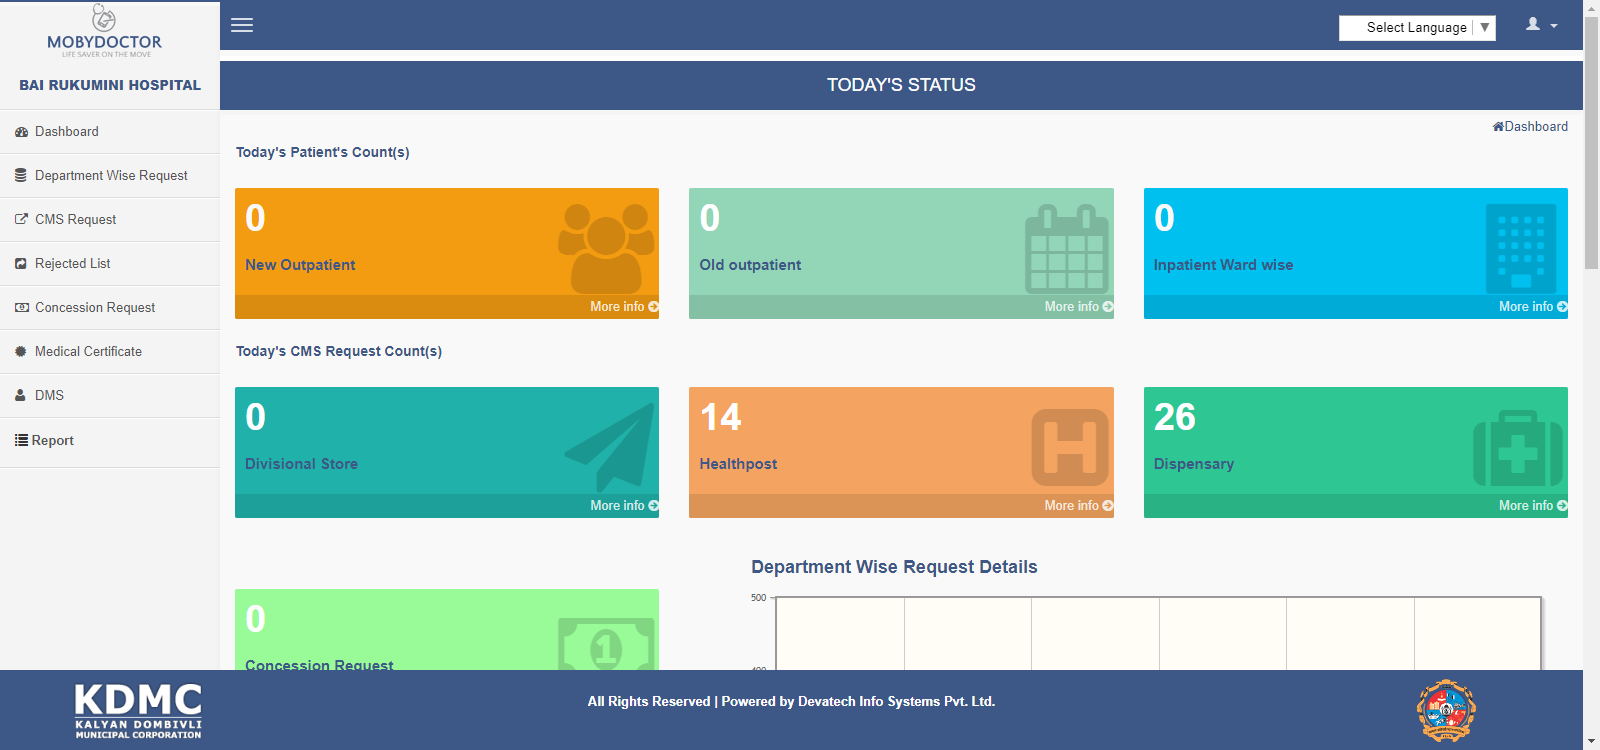 MOBYDOCTOR
LIFE SAVER ON THE MOVE
BAI RUKUMINI HOSPITAL
Dashboard
Department Wise Request
CMS Request
Rejected List
Concession Request
Medical Certificate
DMS
Report
Select Language
TODAY'S STATUS
Dashboard
Today's Patient's Count(s)
0
New Outpatient
More info
0
Old outpatient
More info
0
Inpatient Ward wise
More info
Today's CMS Request Count(s)
0
Divisional Store
More info
14
Healthpost
More info
26
Dispensary
More info
0
Concession Request
1
Department Wise Request Details
500
400
KDMC
KALYAN DOMBIVLI
MUNICIPAL CORPORATION
All Rights Reserved | Powered by Devatech Info Systems Pvt. Ltd.